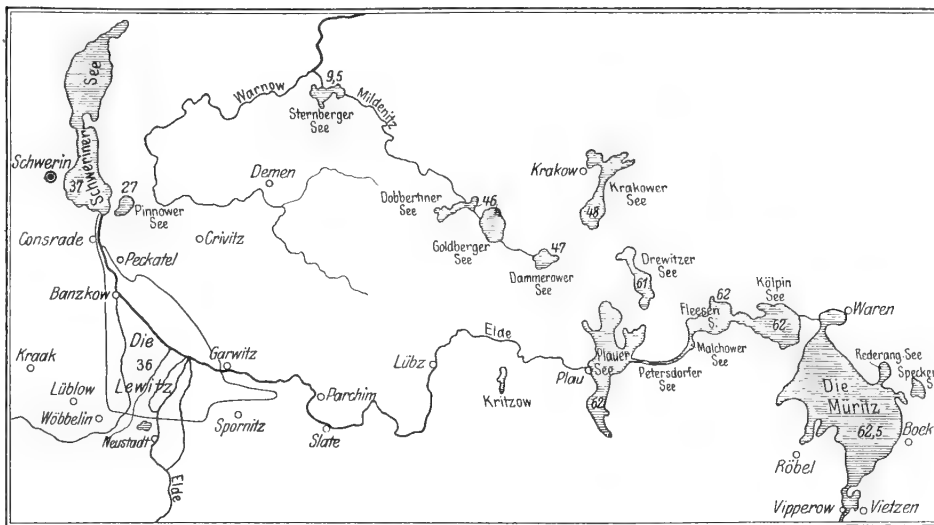 See
Schweriner
Schwerin
37
27
Pinnower
See
Consrade
Peckatel
Banzkow
Crivitz
Demen
Warnow
9,5
Sternberger
See
Mildenitz
Dobbertiner
See
46
Goldberger
See
47
Dammerower
See
Krakow
Krakower
See
48
Drewitzer
See
61
Fleesen
S.
62
Kölpin
See
62
Malchower
See
Petersdorfer
See
Plauer
See
62
Plau
Elde
Lübz
Kritzow
Waren
Rederang-See
Specker
S
Die
Müritz
62,5
Boek
Röbel
Vipperow
Vietzen
Die
36
Lewitz
Garwitz
Parchim
Slate
Spornitz
Kraak
Lüblow
Wöbbelin
Neustadt
Elde